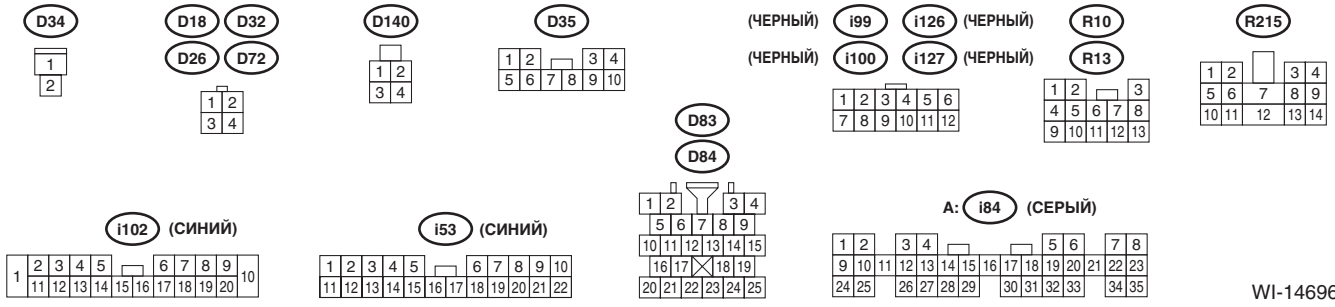 D34
D18 D32
D26 D72
D140
D35
(ЧЕРНЫЙ) i99 i126 (ЧЕРНЫЙ)
(ЧЕРНЫЙ) i100 i127 (ЧЕРНЫЙ)
R10
R13
R215
1
2
1 2
3 4
1 2
3 4
1 2 3 4
5 6 7 8 9 10
1 2 3 4 5 6
7 8 9 10 11 12
1 2 3
4 5 6 7 8
9 10 11 12 13
1 2 3 4
5 6 7 8 9
10 11 12 13 14
D83
D84
1 2 3 4
5 6 7 8 9
10 11 12 13 14 15
16 17 18 19
20 21 22 23 24 25
i102 (СИНИЙ)
1 2 3 4 5 6 7 8 9 10
11 12 13 14 15 16 17 18 19 20
i53 (СИНИЙ)
1 2 3 4 5 6 7 8 9 10
11 12 13 14 15 16 17 18 19 20 21 22
A: i84 (СЕРЫЙ)
1 2 3 4 5 6 7 8
9 10 11 12 13 14 15 16 17 18 19 20 21 22 23
24 25 26 27 28 29 30 31 32 33 34 35
WI-14696